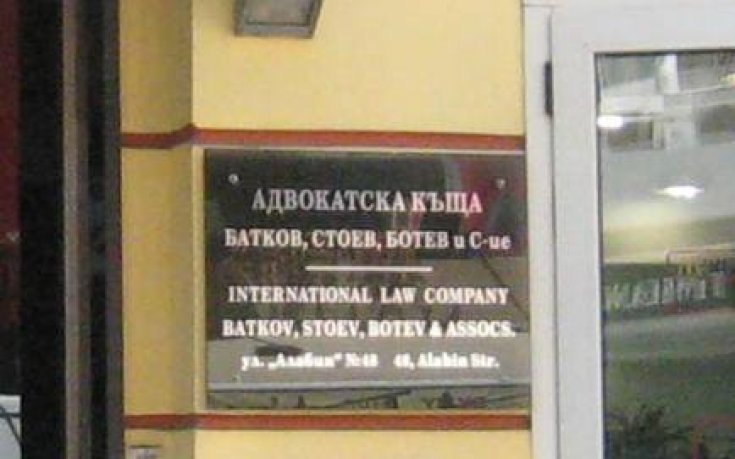 АДВОКАТСКА КЪЩА
БАТКОВ, СТОЕВ, БОТЕВ и С-ие
INTERNATIONAL LAW COMPANY
BATKOV, STOEV, BOTEV & ASSOCS.
ул. „Алабин" №48 48, Alabin Str.